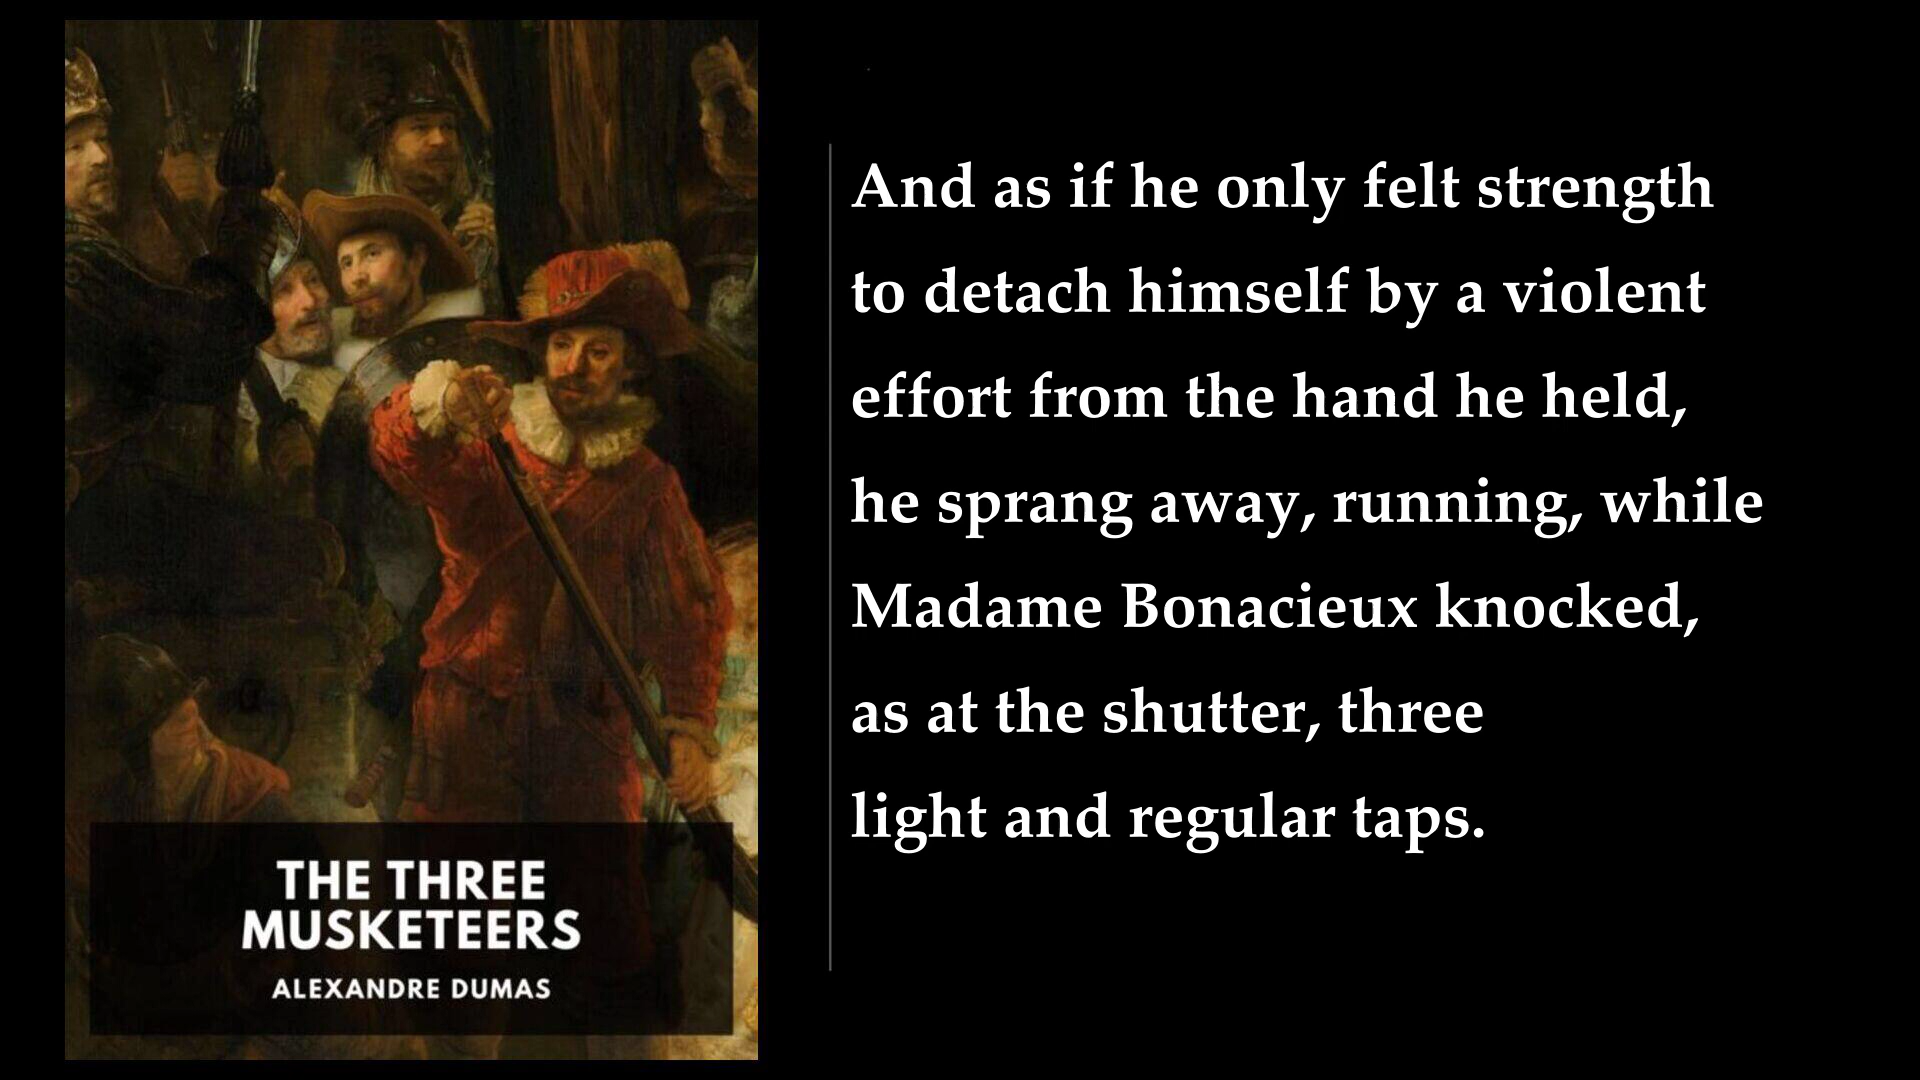 THE THREE
MUSKETEERS
ALEXANDRE DUMAS
And as if he only felt strength
to detach himself by a violent
effort from the hand he held,
he sprang away, running, while
Madame Bonacieux knocked,
as at the shutter, three
light and regular taps.